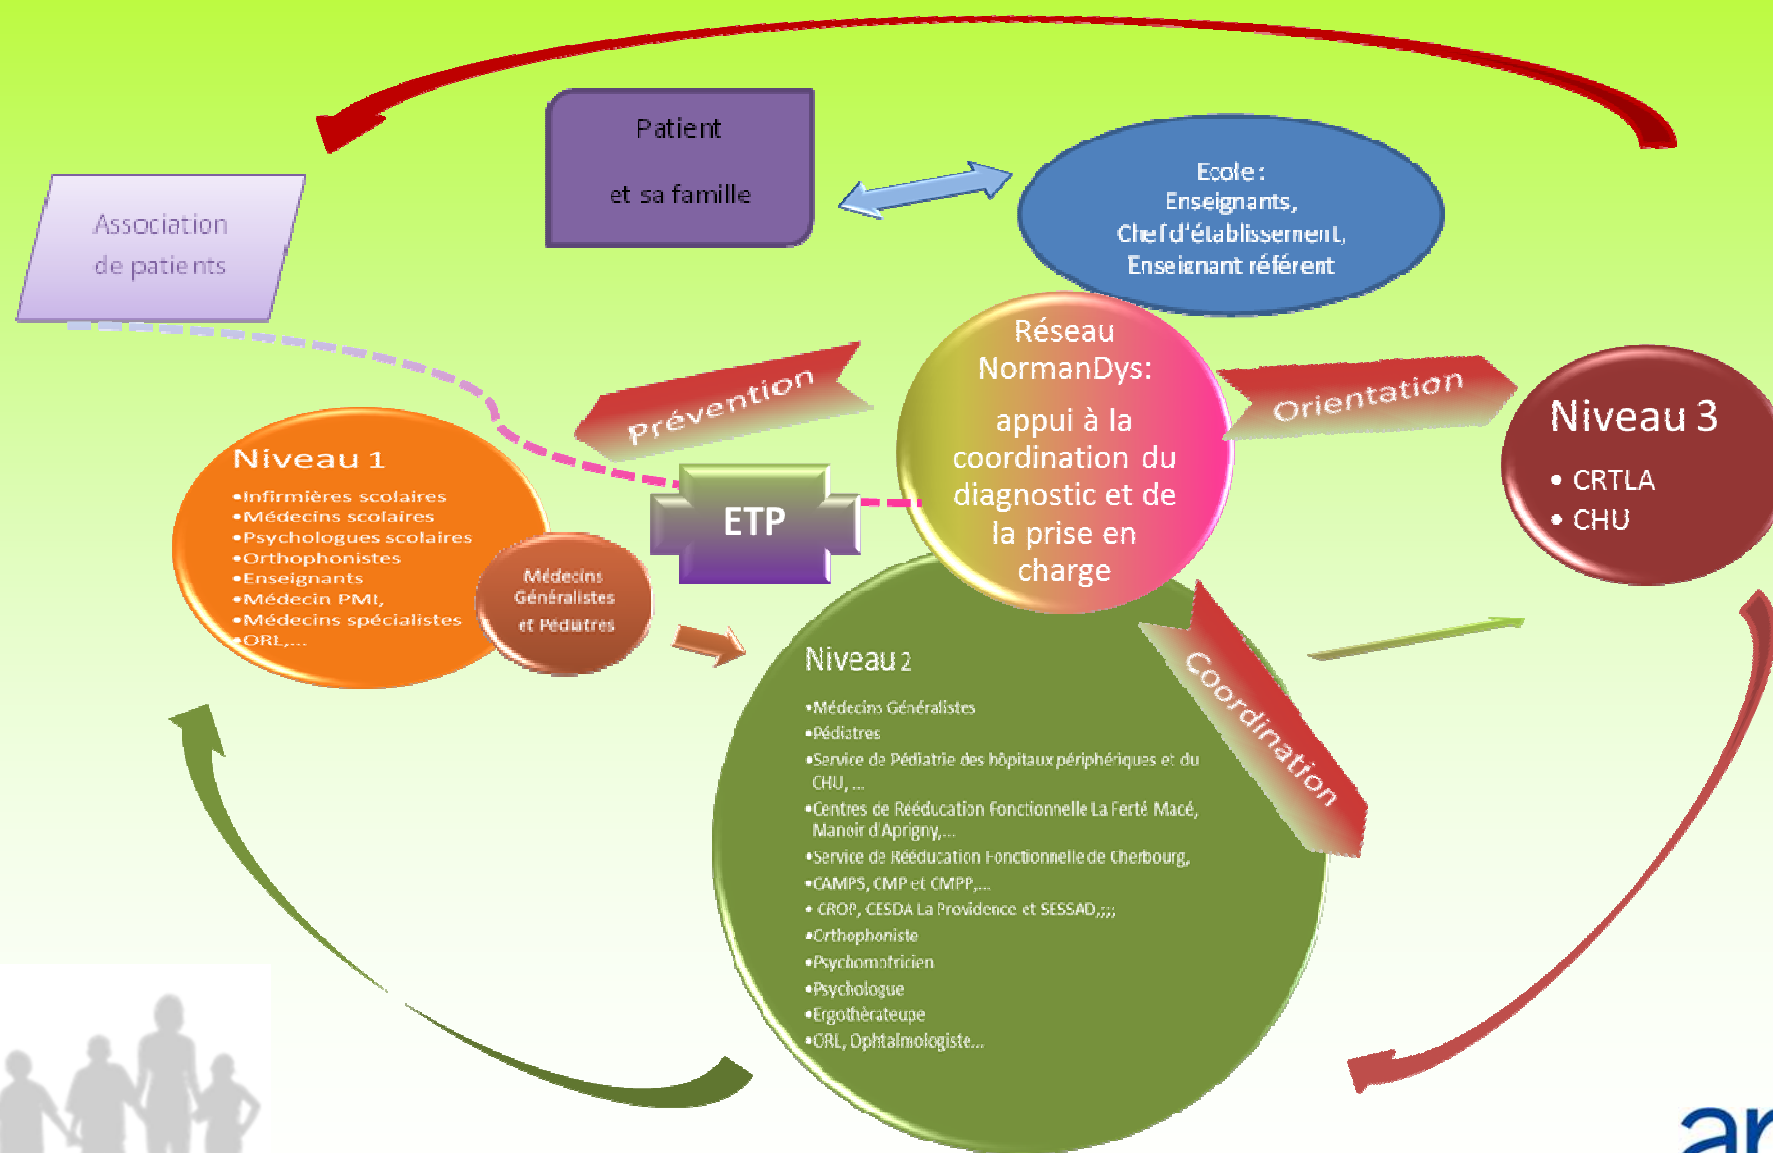 Patient
et sa famille
Ecole :
Enseignants,
Chef d'établissement,
Enseignant référent
Association
de patients
Réseau
NormanDys:
appui à la
coordination du
diagnostic et de
la prise en
charge
Prévention
Orientation
Niveau 3
• CRTLA
• CHU
Niveau 1
•Infirmières scolaires
•Médecins scolaires
•Psychologues scolaires
•Orthophonistes
•Enseignants
•Médecin PMI,
•Médecins spécialistes
•ORL,...
Médecins
Généralistes
et Pédiatres
ETP
Coordination
Niveau 2
•Médecins Généralistes
•Pédiatres
•Service de Pédiatrie des hôpitaux périphériques et du
CHU, ...
•Centres de Rééducation Fonctionnelle La Ferté Macé,
Manoir d'Aprigny,...
•Service de Rééducation Fonctionnelle de Cherbourg,
•CAMPS, CMP et CMPP,...
• CROP, CESDA La Providence et SESSAD,;;;
•Orthophoniste
•Psychomotricien
•Psychologue
•Ergothérateupe
•ORL, Ophtalmologiste...
ar